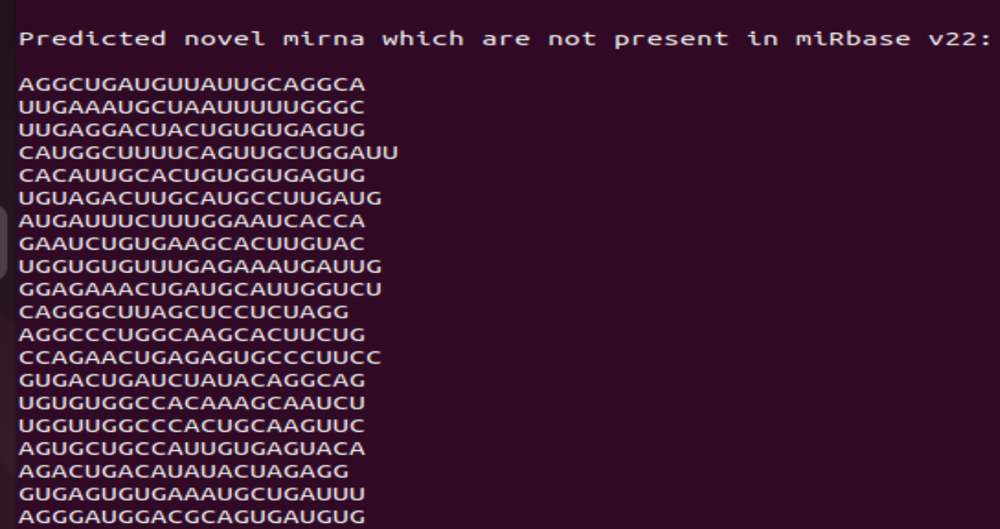 Predicted novel mirna which are not present in miRbase v22:
AGGCUGAUGUUAUUGCAGGCA
UUGAAAUGCUAAUUUUUGGGC
UUGAGGACUACUGUGUGAGUG
CAUGGCUUUUCAGUUGCUGGAUU
CACAUUGCACUGUGGUGAGUG
UGUAGACUUGCAUGCCUUGAUG
AUGAUUUCUUUGGAAUCACCA
GAAUCUGUGAAGCACUUGUAC
UGGUGUGUUUGAGAAAUGAUUG
GGAGAAACUGAUGCAUUGGUCU
CAGGGCUUAGCUCCUCUAGG
AGGCCCUGGCAAGCACUUCUG
CCAGAACUGAGAGUGCCCUUCC
GUGACUGAUCUAUACAGGCAG
UGUGUGGCCACAAAGCAAUCU
UGGUUGGCCCACUGCAAGUUC
AGUGCUGCCAUUGUGAGUACA
AGACUGACAUAUACUAGAGG
GUGAGUGUGAAAUGCUGAUUU
AGGGAUGGACGCAGUGAUGUG